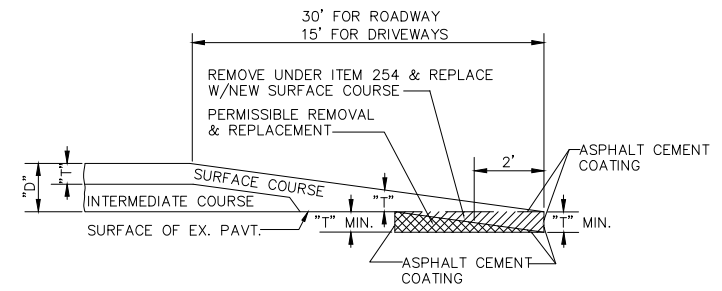 30' FOR ROADWAY
15' FOR DRIVEWAYS
REMOVE UNDER ITEM 254 & REPLACE
W/NEW SURFACE COURSE
PERMISSIBLE REMOVAL
& REPLACEMENT
2'
ASPHALT CEMENT
COATING
"D"
"T"
SURFACE COURSE
"T"
INTERMEDIATE COURSE
"T" MIN.
"T" MIN.
SURFACE OF EX. PAVT.
ASPHALT CEMENT
COATING